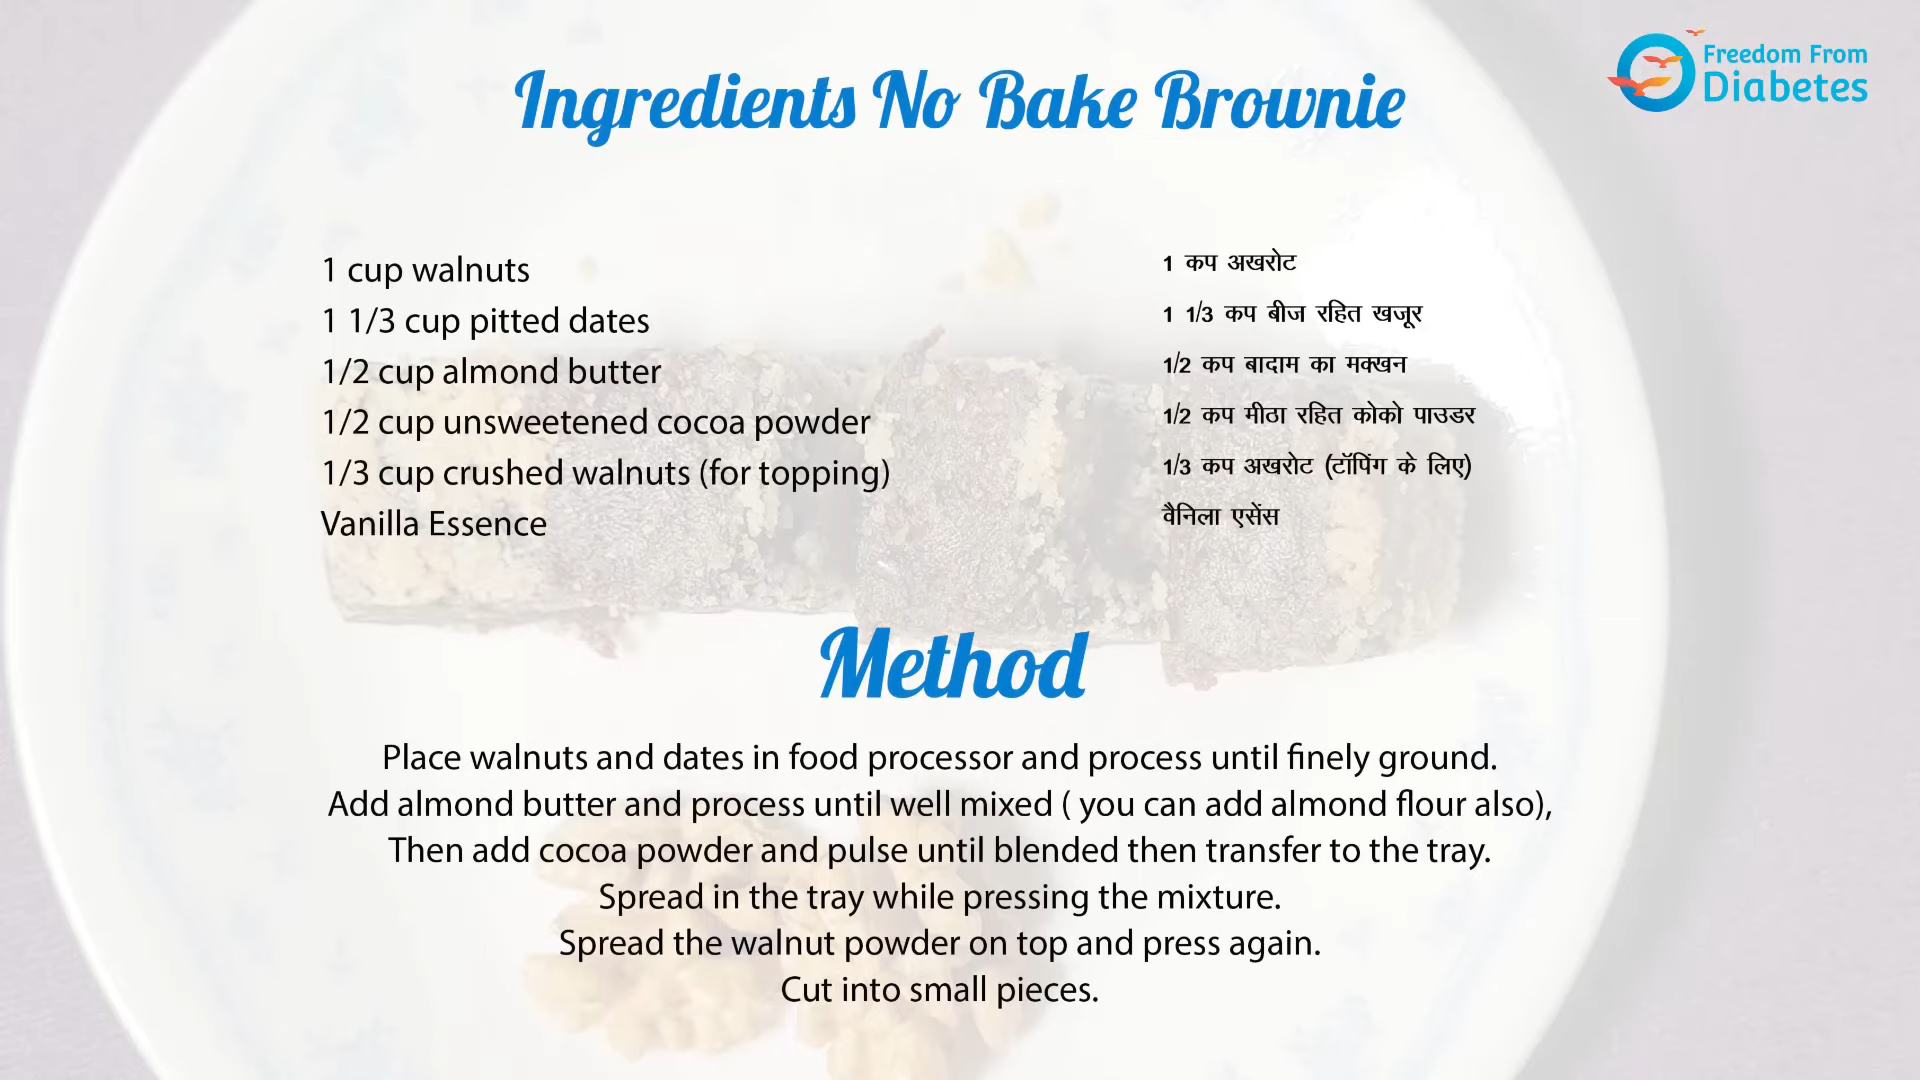 Freedom From
Diabetes
Ingredients No Bake Brownie
1 cup walnuts
1 1/3 cup pitted dates
1/2 cup almond butter
1/2 cup unsweetened cocoa powder
1/3 cup crushed walnuts (for topping)
Vanilla Essence
1 कप अखरोट
1 1/3 कप बीज रहित खजूर
1/2 कप बादाम का मक्खन
1/2 कप मीठा रहित कोको पाउडर
1/3 कप अखरोट (टॉपिंग के लिए)
वैनिला एसेंस
Method
Place walnuts and dates in food processor and process until finely ground.
Add almond butter and process until well mixed ( you can add almond flour also),
Then add cocoa powder and pulse until blended then transfer to the tray.
Spread in the tray while pressing the mixture.
Spread the walnut powder on top and press again.
Cut into small pieces.